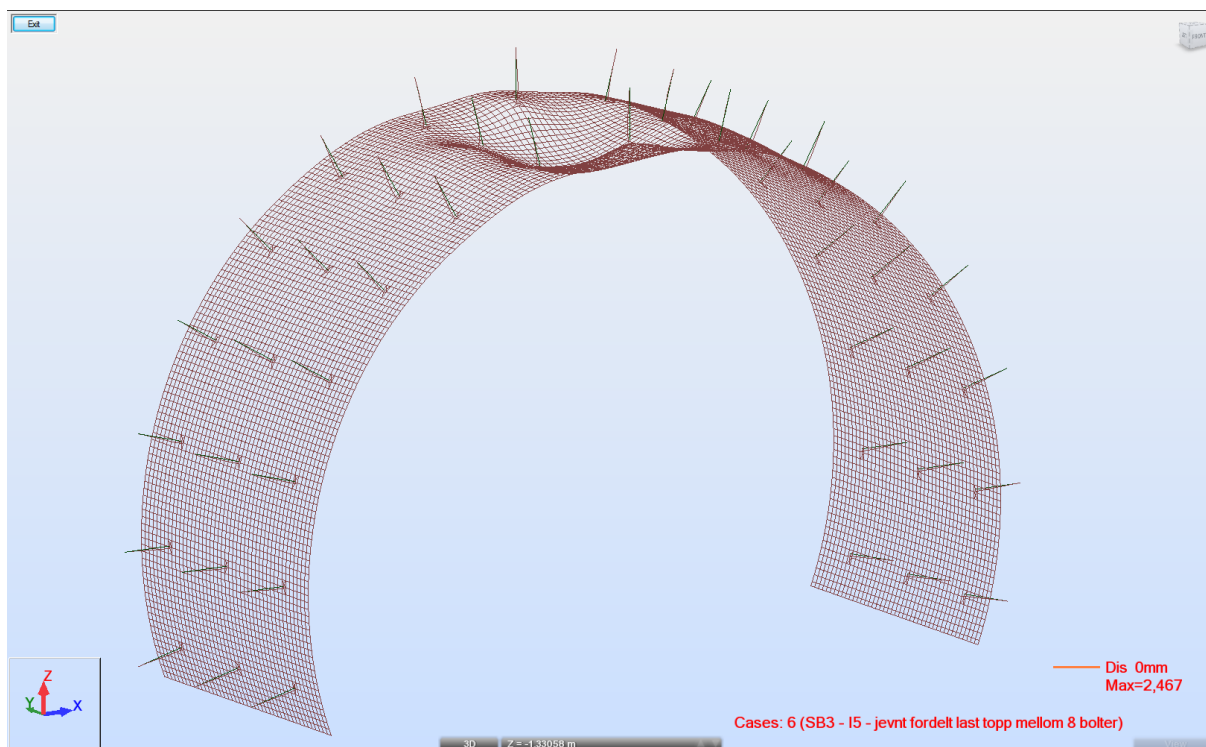 Exit
FRONT
Dis 0mm
Max=2,467
Cases: 6 (SB3 - I5 - jevnt fordelt last topp mellom 8 bolter)
Z
Y
X
3D
Z = -1.33058 m